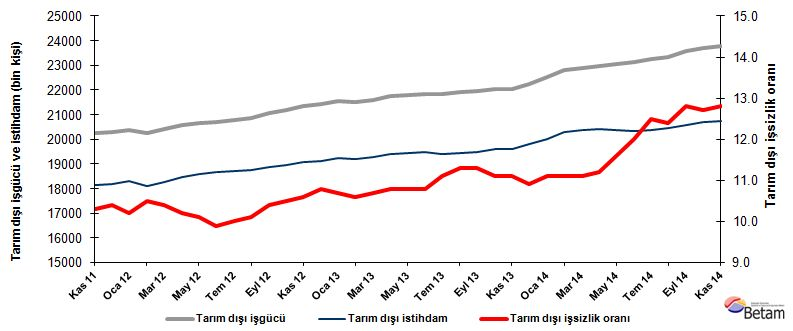 Tarım dışı işgücü ve istihdam (bin kişi)
25000
24000
23000
22000
21000
20000
19000
18000
17000
16000
15000
15.0
14.0
13.0
12.0
11.0
10.0
9.0
Tarım dışı işsizlik oranı
Kas 11
Oca 12
Mar 12
May 12
Tem 12
Eyl 12
Kas 12
Oca 13
Mar 13
May 13
Tem 13
Eyl 13
Kas 13
Oca 14
Mar 14
May 14
Tem 14
Eyl 14
Kas 14
Tarım dışı işgücü
Tarım dışı istihdam
Tarım dışı işsizlik oranı
Betam